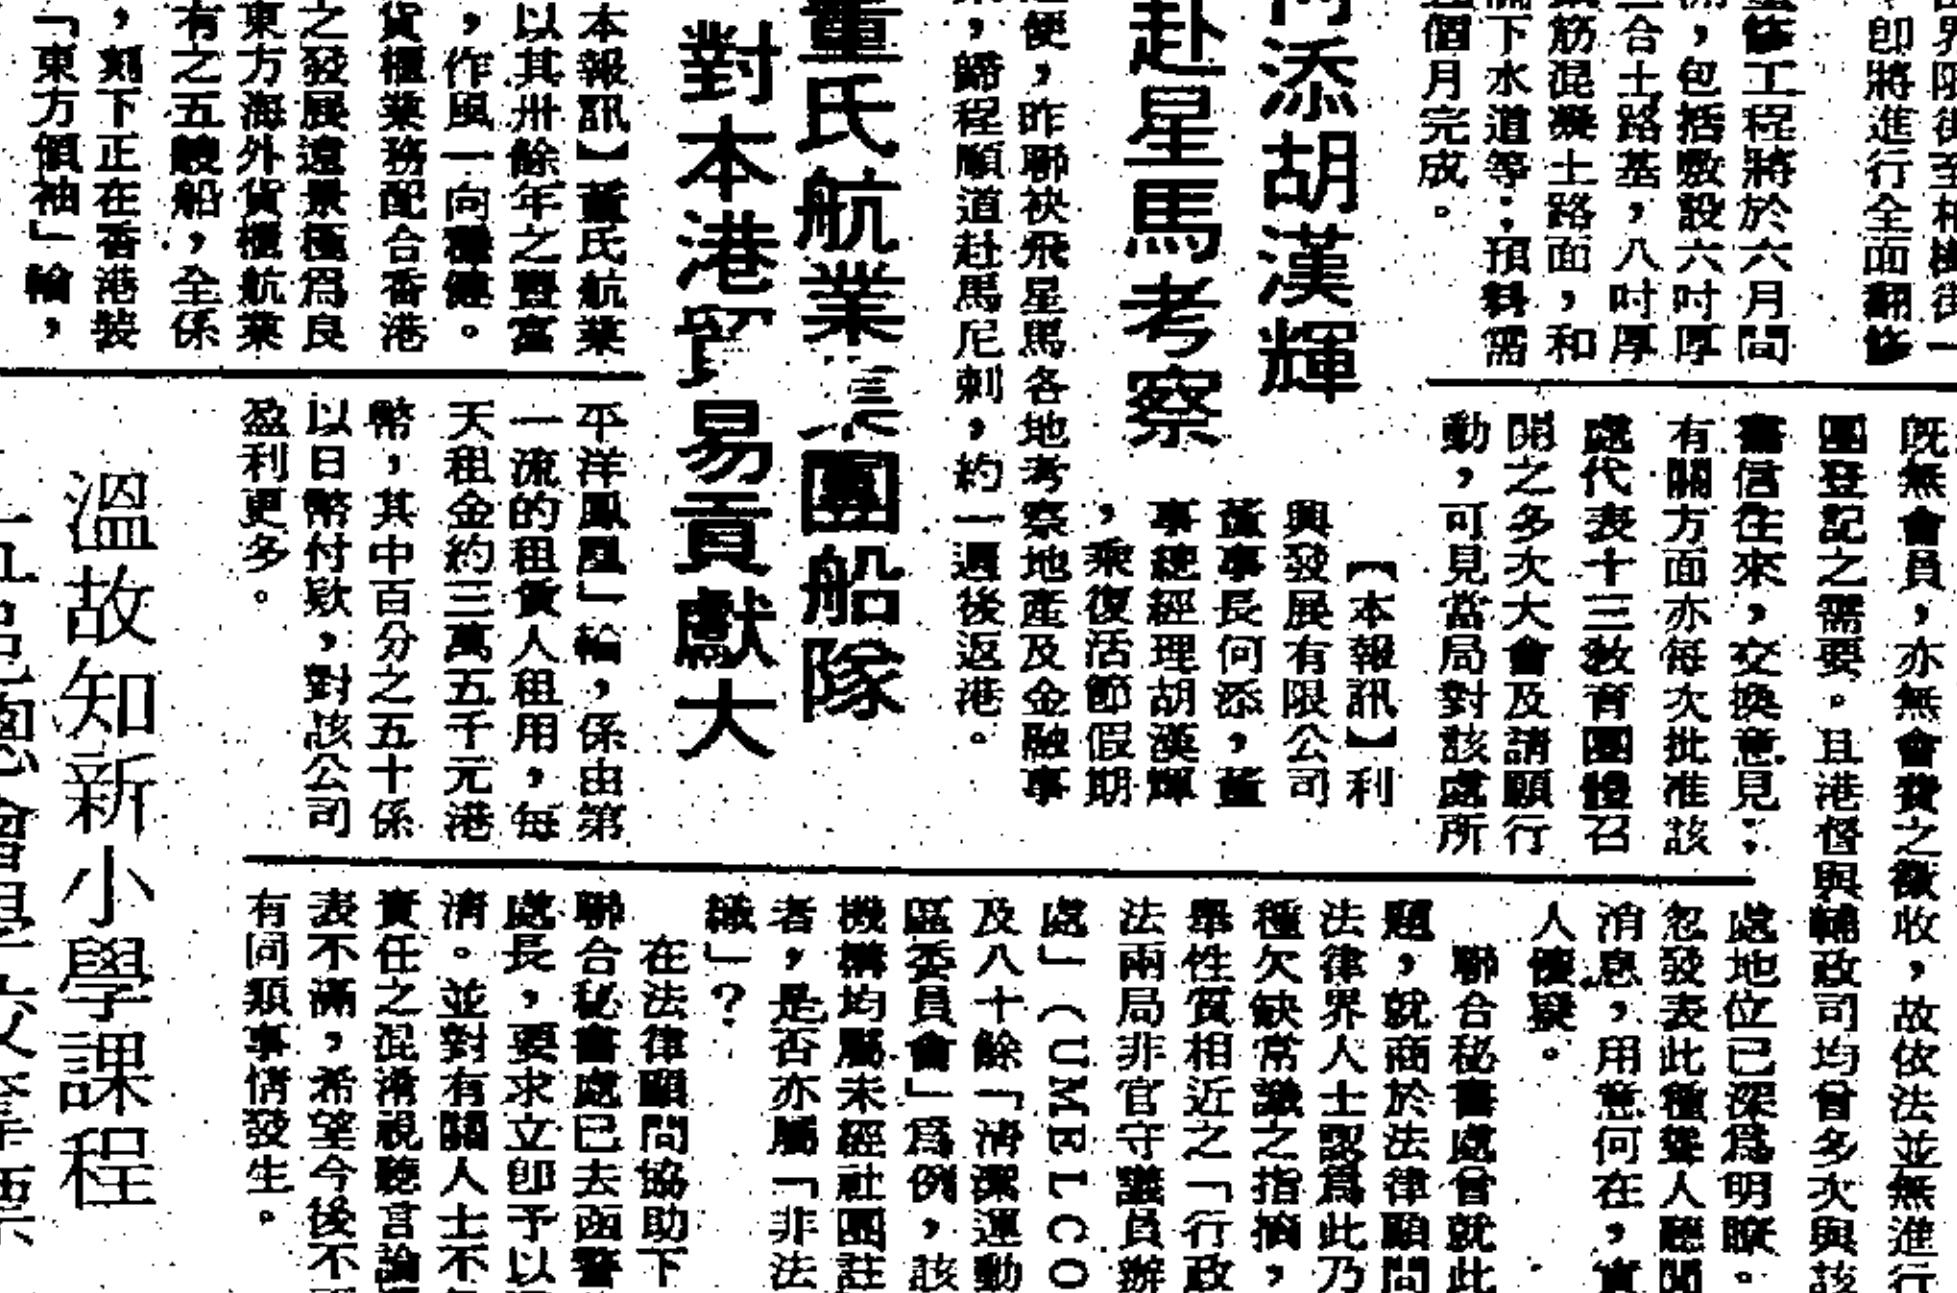 界限街至柏樹街一
即將進行全面翻修
修工程將於六月間
，包括敷設六吋厚
三合土路基，八吋厚
筋混凝土路面，和
下水道等；預料需
個月完成。
何添胡漢輝
赴星馬考察
【本報訊】利
興發展有限公司
董事長何添，董
事總經理胡漢輝
，乘復活節假期
便，昨聯袂飛星馬各地考察地產及金融事
業，歸程順道赴馬尼剌，約一週後返港。
董氏航業集團船隊
對本港貿易貢獻大
本報訊】董氏航業
以其卅餘年之豐富
，作風一向穩健。
貨櫃業務配合香港
之發展遠景極爲良
東方海外貨櫃航業
有之五艘船，全係
，刻下正在香港裝
「東方領袖」輪，
平洋鳳凰」輪，係由第
一流的租賃人租用，每
天租金約三萬五千元港
幣，其中百分之五十係
以日幣付欵，對該公司
盈利更多。
旣無會員，亦無會費之徵收，故依法並無進行
團登記之需要。且港督與輔政司均曾多次與該
書信往來，交換意見；
有關方面亦每次批准該
處代表十三敎育團體召
開之多次大會及請願行
動，可見當局對該處所
處地位已深爲明瞭。
忽發表此種聳人聽聞
消息，用意何在，實
人懷疑。
聯合秘書處曾就此
題，就商於法律顧問
法律界人士認爲此乃
種欠缺常識之指摘，
舉性質相近之「行政
法兩局非官守議員辦
處」（UMELCO
及八十餘「清潔運動
區委員會」爲例，該
機構均屬未經社團註
者，是否亦屬「非法
織」？
在法律顧問協助下
聯合秘書處已去函警
處長，要求立卽予以
清。並對有關人士不
責任之混淆視聽言論
表不滿，希望今後不
有同類事情發生。
溫故知新小學課程